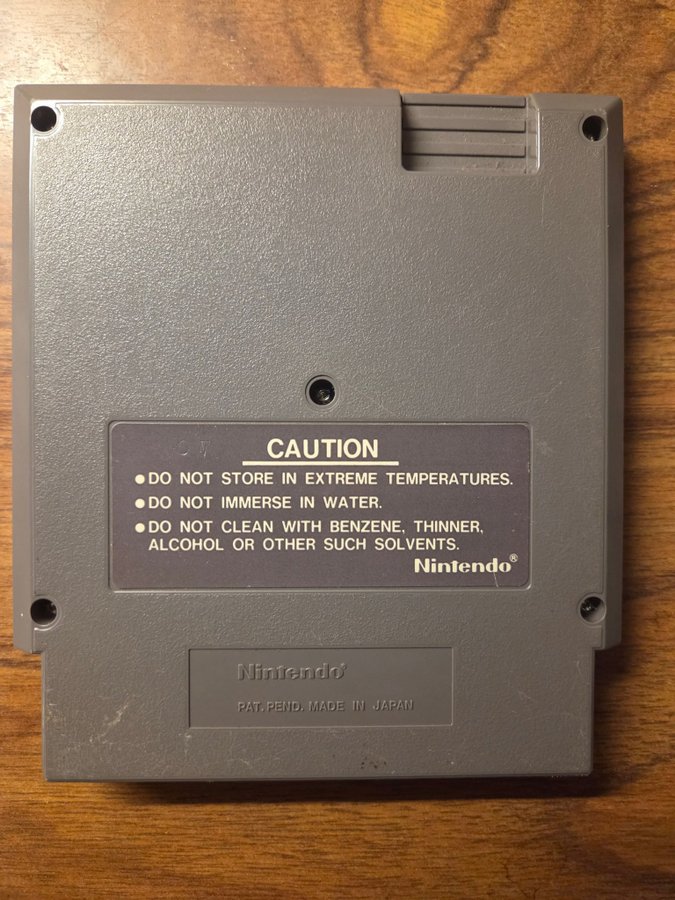 CAUTION
● DO NOT STORE IN EXTREME TEMPERATURES.
● DO NOT IMMERSE IN WATER.
● DO NOT CLEAN WITH BENZENE, THINNER,
ALCOHOL OR OTHER SUCH SOLVENTS.
Nintendo®
Nintendo®
PAT. PEND. MADE IN JAPAN